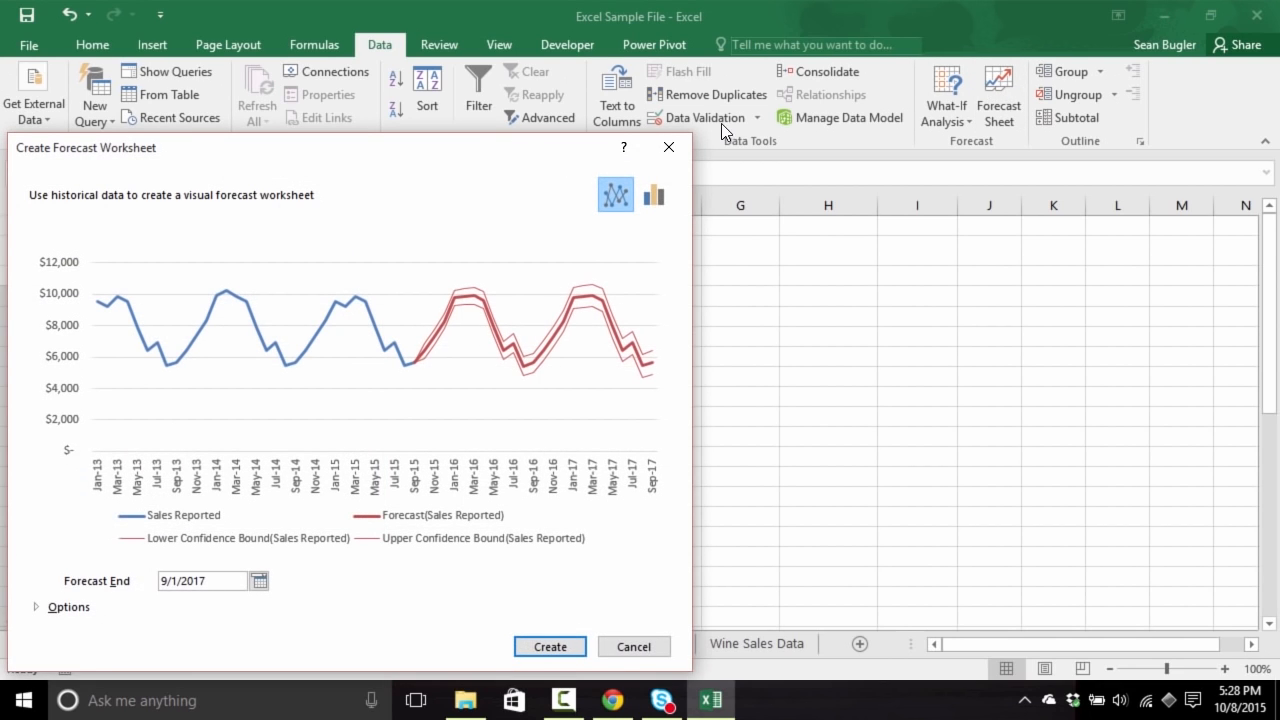 Excel Sample File - Excel
File Home Insert Page Layout Formulas Data Review View Developer Power Pivot Tell me what you want to do... Sean Bugler Share
Get External Data
New Query
Show Queries
From Table
Recent Sources
Refresh All
Connections
Properties
Edit Links
Sort
Filter
Clear
Reapply
Advanced
Text to Columns
Flash Fill
Remove Duplicates
Data Validation
Consolidate
Relationships
Manage Data Model
Data Tools
What-If Analysis
Forecast Sheet
Forecast
Group
Ungroup
Subtotal
Outline
Create Forecast Worksheet
?
Use historical data to create a visual forecast worksheet
$12,000
$10,000
$8,000
$6,000
$4,000
$2,000
$-
Jan-13 Mar-13 May-13 Jul-13 Sep-13 Nov-13 Jan-14 Mar-14 May-14 Jul-14 Sep-14 Nov-14 Jan-15 Mar-15 May-15 Jul-15 Sep-15 Nov-15 Jan-16 Mar-16 May-16 Jul-16 Sep-16 Nov-16 Jan-17 Mar-17 May-17 Jul-17 Sep-17
Sales Reported Forecast(Sales Reported)
Lower Confidence Bound(Sales Reported) Upper Confidence Bound(Sales Reported)
Forecast End 9/1/2017
Options
Create Cancel
G H I J K L M N
Wine Sales Data
100%
Ask me anything
5:28 PM
10/8/2015